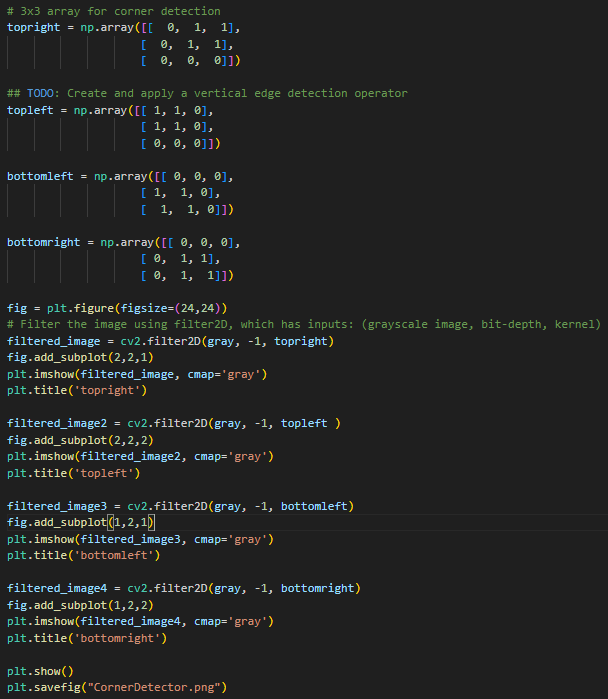 # 3x3 array for corner detection
topright = np.array([[  0,  1,  1],
                    [  0,  1,  1],
                    [  0,  0,  0]])

## TODO: Create and apply a vertical edge detection operator
topleft = np.array([[ 1, 1, 0],
                    [ 1, 1, 0],
                    [ 0, 0, 0]])

bottomleft = np.array([[ 0, 0, 0],
                    [ 1,  1, 0],
                    [  1,  1, 0]])

bottomright = np.array([[ 0, 0, 0],
                    [ 0,  1, 1],
                    [ 0,  1,  1]])

fig = plt.figure(figsize=(24,24))
# Filter the image using filter2D, which has inputs: (grayscale image, bit-depth, kernel)
filtered_image = cv2.filter2D(gray, -1, topright)
fig.add_subplot(2,2,1)
plt.imshow(filtered_image, cmap='gray')
plt.title('topright')

filtered_image2 = cv2.filter2D(gray, -1, topleft )
fig.add_subplot(2,2,2)
plt.imshow(filtered_image2, cmap='gray')
plt.title('topleft')

filtered_image3 = cv2.filter2D(gray, -1, bottomleft)
fig.add_subplot(1,2,1)
plt.imshow(filtered_image3, cmap='gray')
plt.title('bottomleft')

filtered_image4 = cv2.filter2D(gray, -1, bottomright)
fig.add_subplot(1,2,2)
plt.imshow(filtered_image4, cmap='gray')
plt.title('bottomright')

plt.show()
plt.savefig("CornerDetector.png")